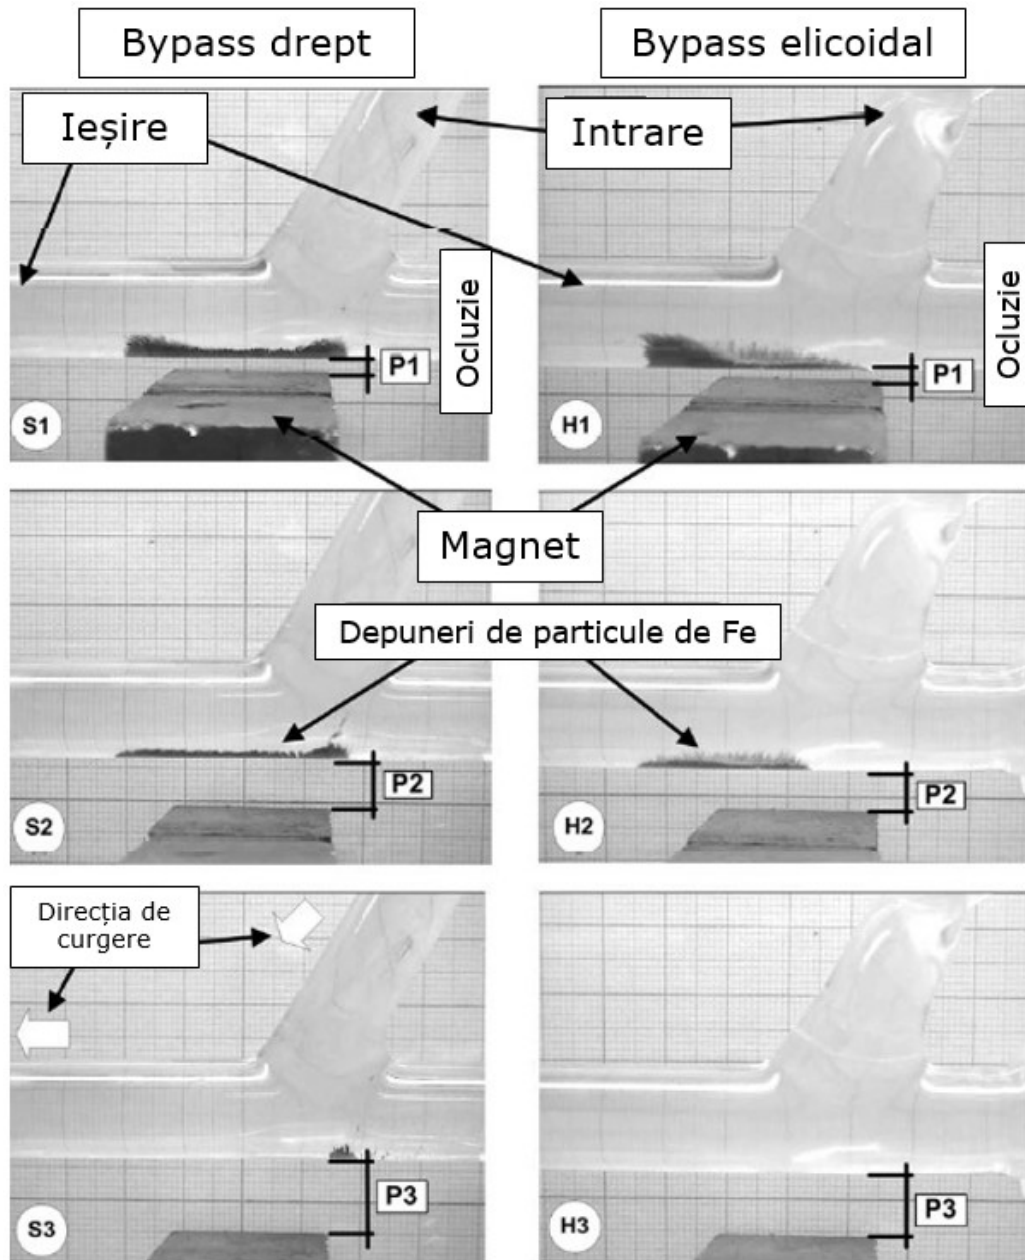 Bypass drept
Bypass elicoidal
Ieșire
Intrare
Ocluzie
Ocluzie
P1
P1
S1
H1
Magnet
Depuneri de particule de Fe
P2
P2
S2
H2
Direcția de
curgere
P3
P3
S3
H3